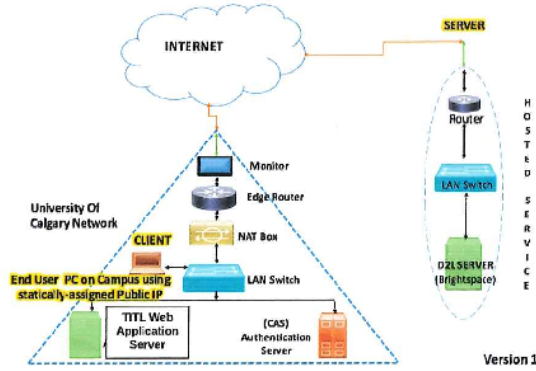 SERVER
INTERNET
Router
Monitor
LAN Switch
Edge Router
University Of
Calgary Network
NAT Box
CLIENT
D2L SERVER
(Brightspace)
End User PC on Campus using
statically-assigned Public IP
LAN Switch
TITL Web
Application
Server
(CAS)
Authentication
Server
HOSTED SERVICE
Version 1